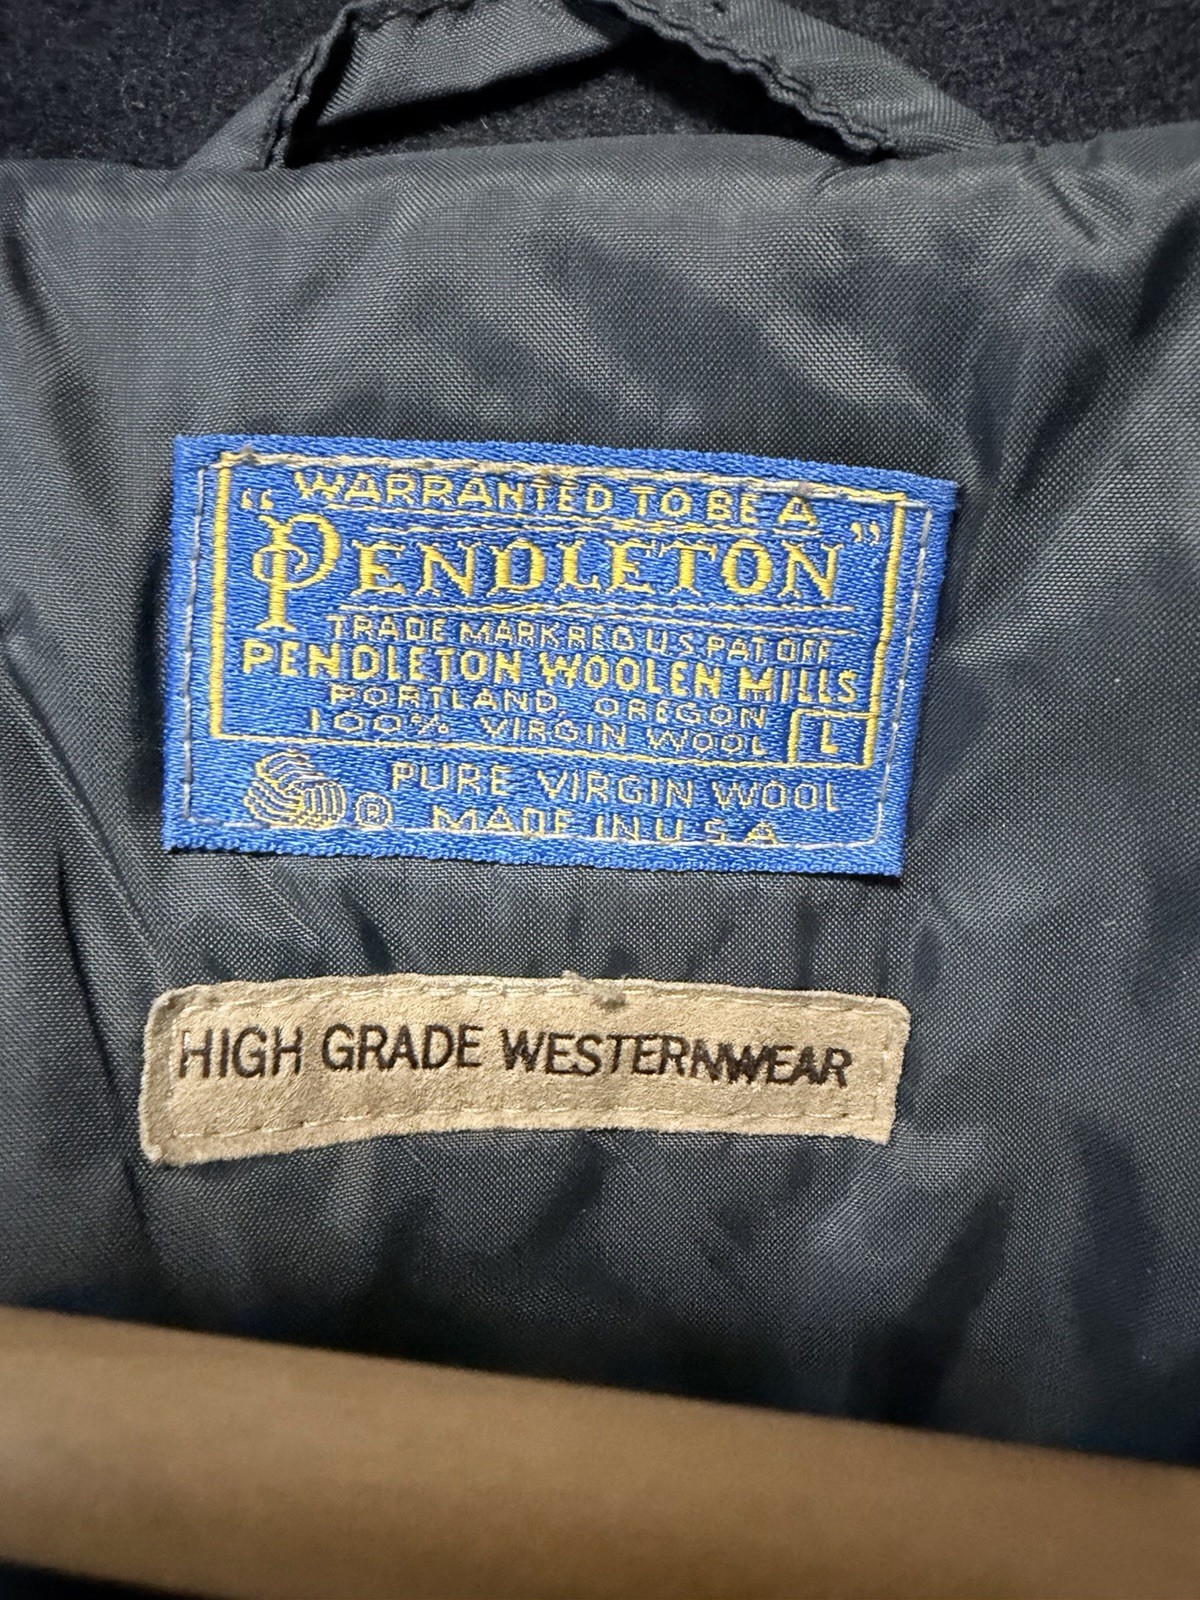 WARRANTED TO BE A
"PENDLETON"
TRADE MARK REG U.S. PAT. OFF.
PENDLETON WOOLEN MILLS
PORTLAND, OREGON
100% VIRGIN WOOL L
PURE VIRGIN WOOL
® MADE IN U S A
HIGH GRADE WESTERNWEAR